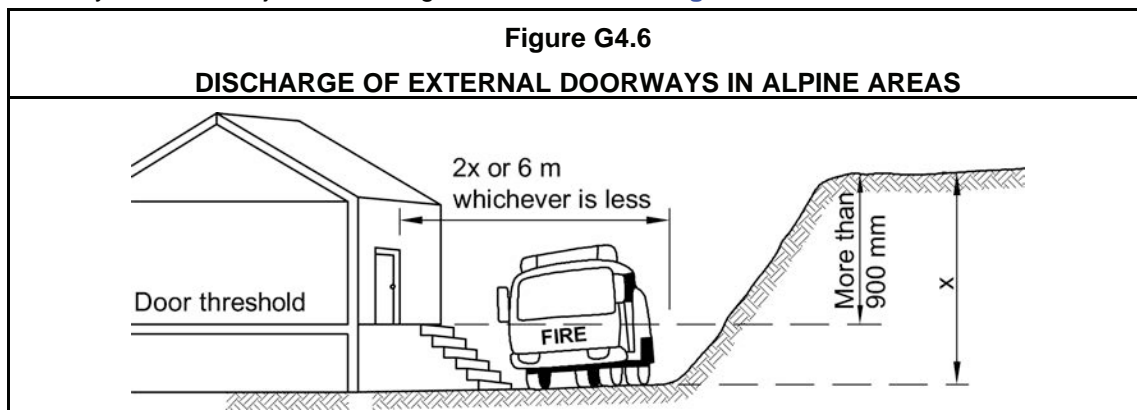 Figure G4.6
DISCHARGE OF EXTERNAL DOORWAYS IN ALPINE AREAS
2x or 6 m
whichever is less
Door threshold
FIRE
More than
900 mm
x